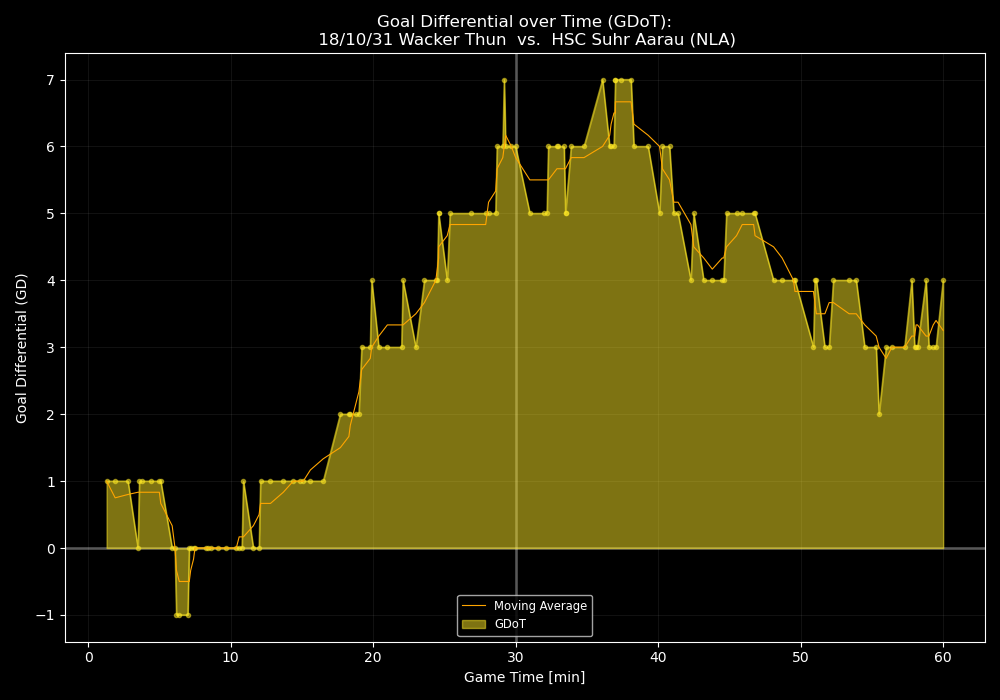 Goal Differential over Time (GDoT):
18/10/31 Wacker Thun  vs.  HSC Suhr Aarau (NLA)
Goal Differential (GD)
7
6
5
4
3
2
1
0
−1
Moving Average
GDoT
0 10 20 30 40 50 60
Game Time [min]